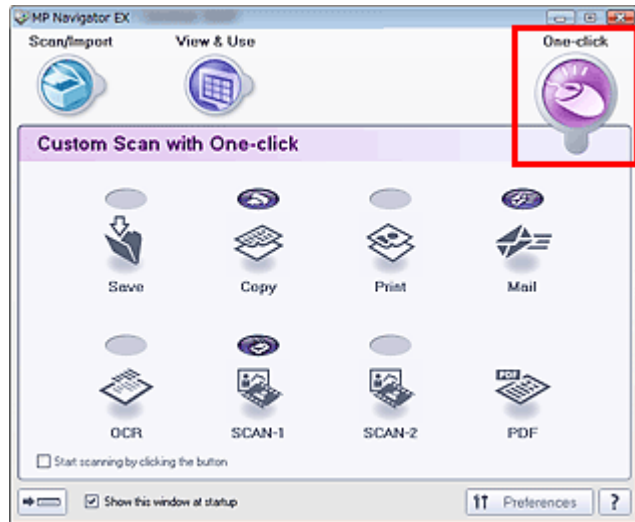 MP Navigator EX
Scan/Import View & Use One-click
Custom Scan with One-click
Save Copy Print Mail
PDF
OCR SCAN-1 SCAN-2 PDF
Start scanning by clicking the button
Show this window at startup Preferences ?